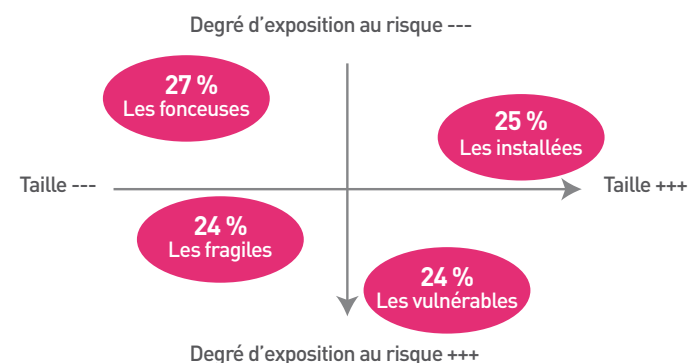 Degré d’exposition au risque ---
27 %
Les fonceuses
25 %
Les installées
Taille ---
Taille +++
24 %
Les fragiles
24 %
Les vulnérables
Degré d’exposition au risque +++